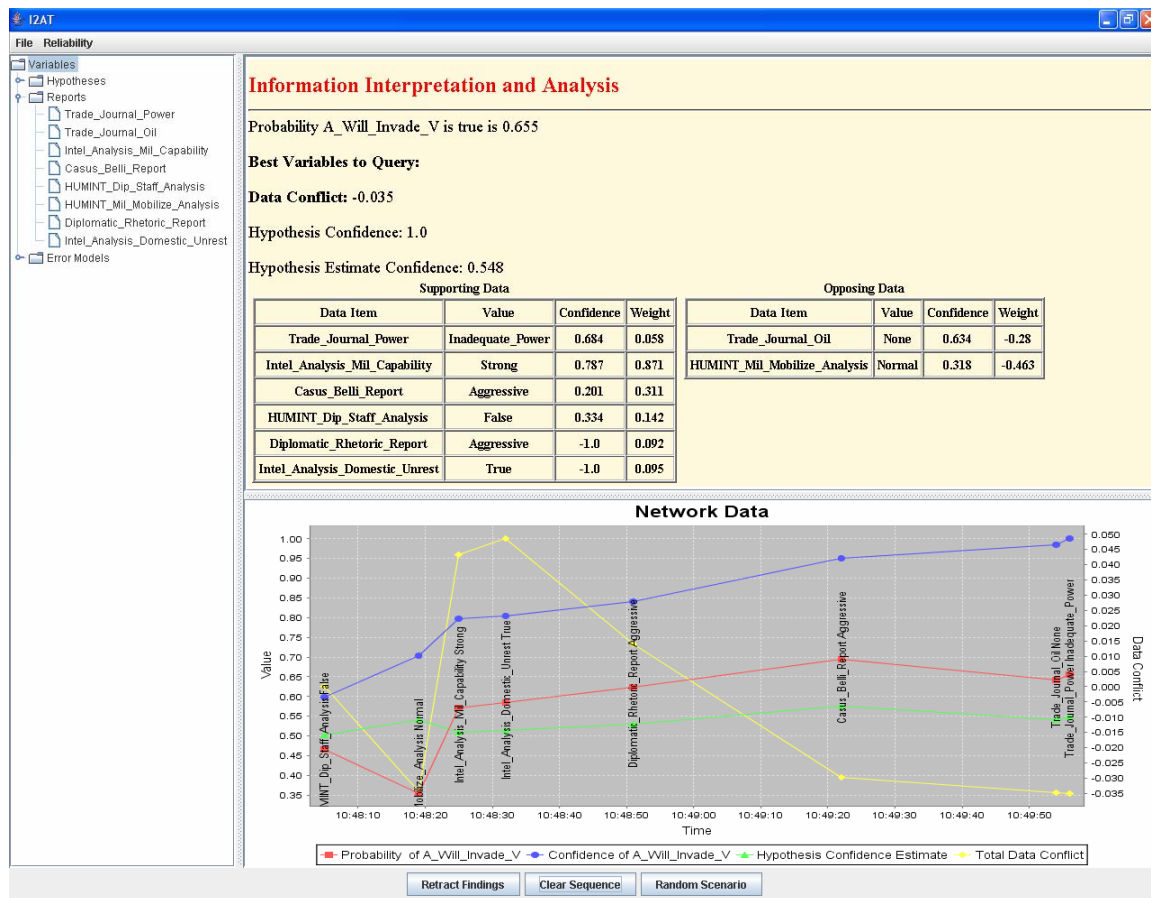 I2AT
File Reliability
Variables
Hypotheses
Reports
Trade_Journal_Power
Trade_Journal_Oil
Intel_Analysis_Mil_Capability
Casus_Belli_Report
HUMINT_Dip_Staff_Analysis
HUMINT_Mil_Mobilize_Analysis
Diplomatic_Rhetoric_Report
Intel_Analysis_Domestic_Unrest
Error Models
Information Interpretation and Analysis
Probability A_Will_Invade_V is true is 0.655
Best Variables to Query:
Data Conflict: -0.035
Hypothesis Confidence: 1.0
Hypothesis Estimate Confidence: 0.548
Supporting Data
Data Item Value Confidence Weight
Trade_Journal_Power Inadequate_Power 0.684 0.058
Intel_Analysis_Mil_Capability Strong 0.787 0.871
Casus_Belli_Report Aggressive 0.201 0.311
HUMINT_Dip_Staff_Analysis False 0.334 0.142
Diplomatic_Rhetoric_Report Aggressive -1.0 0.092
Intel_Analysis_Domestic_Unrest True -1.0 0.095
Opposing Data
Data Item Value Confidence Weight
Trade_Journal_Oil None 0.634 -0.28
HUMINT_Mil_Mobilize_Analysis Normal 0.318 -0.463
Network Data
Value
1.00
0.95
0.90
0.85
0.80
0.75
0.70
0.65
0.60
0.55
0.50
0.45
0.40
0.35
MINT_Dip_Staff_Analysis False
obilize_Analysis Normal
Intel_Analysis_Mil_Capability Strong
Intel_Analysis_Domestic_Unrest True
Diplomatic_Rhetoric_Report Aggressive
Casus_Belli_Report Aggressive
Trade_Journal_Oil None
Trade_Journal_Power Inadequate_Power
0.050
0.045
0.040
0.035
0.030
0.025
0.020
0.015
0.010
0.005
0.000
-0.005
-0.010
-0.015
-0.020
-0.025
-0.030
-0.035
Data Conflict
10:48:10 10:48:20 10:48:30 10:48:40 10:48:50 10:49:00 10:49:10 10:49:20 10:49:30 10:49:40 10:49:50
Time
Probability of A_Will_Invade_V Confidence of A_Will_Invade_V Hypothesis Confidence Estimate Total Data Conflict
Retract Findings Clear Sequence Random Scenario